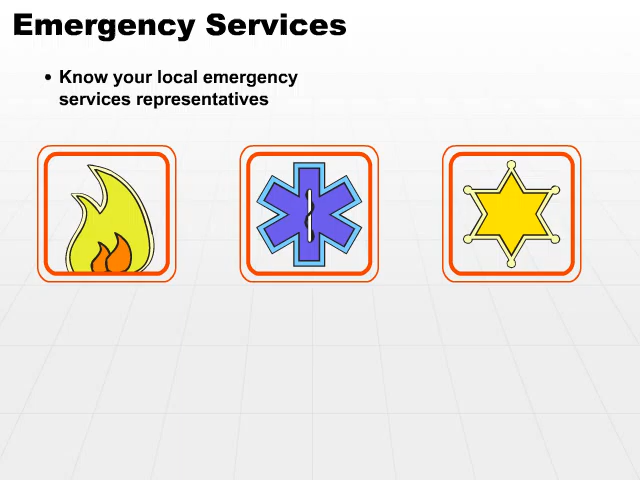 Emergency Services
• Know your local emergency
services representatives